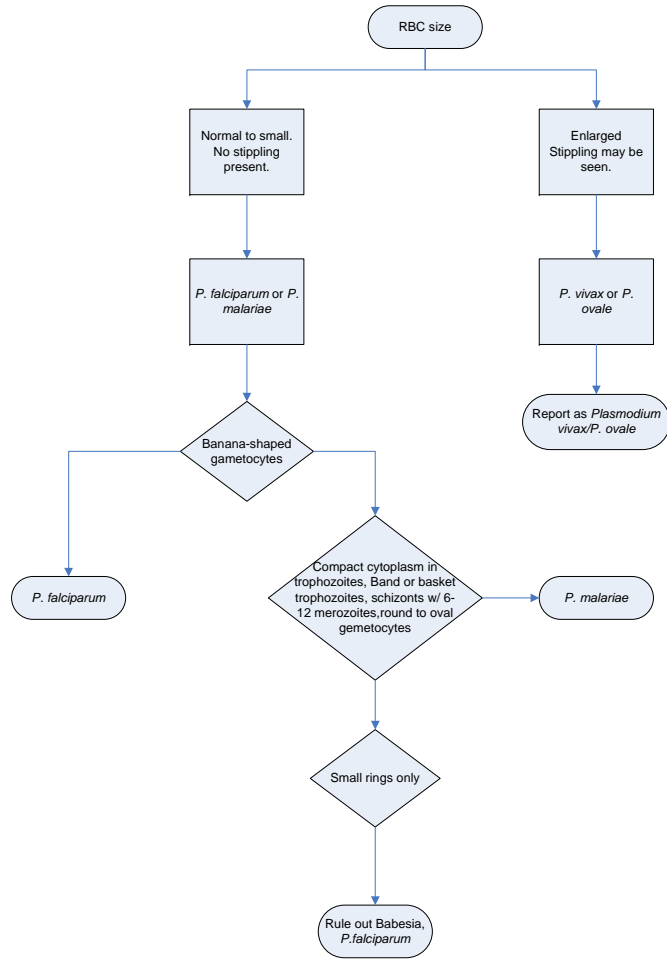 RBC size
Normal to small.
No stippling
present.
Enlarged
Stippling may be
seen.
P. falciparum or P.
malariae
P. vivax or P.
ovale
Report as Plasmodium
vivax/P. ovale
Banana-shaped
gametocytes
P. falciparum
Compact cytoplasm in
trophozoites, Band or basket
trophozoites, schizonts w/ 6-
12 merozoites,round to oval
gemetocytes
P. malariae
Small rings only
Rule out Babesia,
P.falciparum